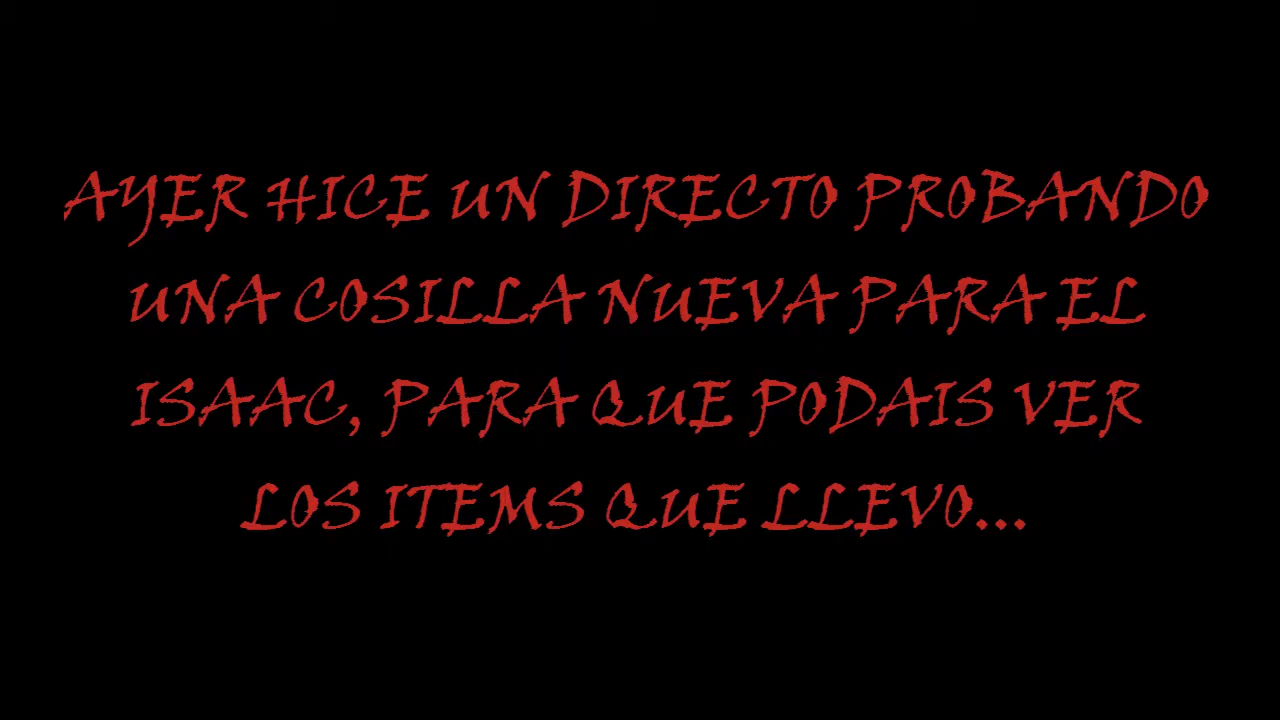 AYER HICE UN DIRECTO PROBANDO
UNA COSILLA NUEVA PARA EL
ISAAC, PARA QUE PODAIS VER
LOS ITEMS QUE LLEVO...